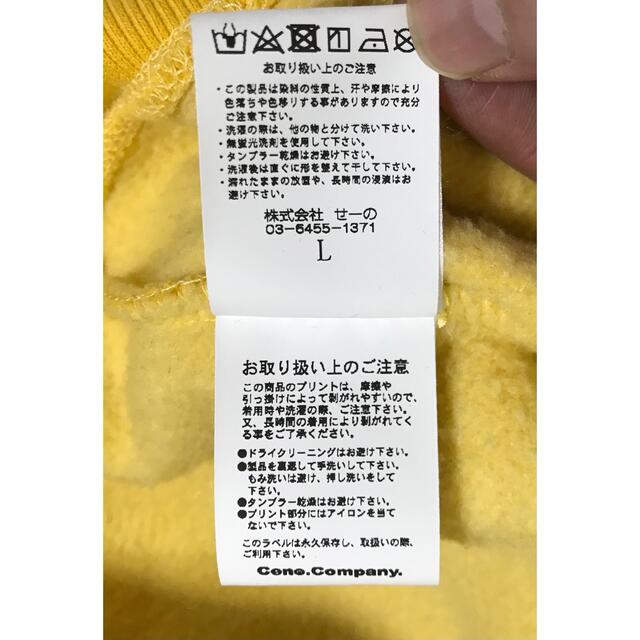 お取り扱い上のご注意
・この製品は染料の性質上、汗や摩擦により
色落ちや色移りする事がありますので充分
ご注意下さい。
・洗濯の際は、他の物と分けて洗い下さい。
・無蛍光洗剤を使用して下さい。
・タンブラー乾燥はお避け下さい。
・洗濯後は直ぐに形を整えて干して下さい。
・濡れたままの放置や、長時間の浸漬はお
避け下さい。
株式会社 せーの
03-6455-1371
L
お取り扱い上のご注意
この商品のプリントは、摩擦や
引っ掛けによって剥がれやすいので、
着用時や洗濯の際、ご注意下さい。
又、長時間の着用により剥がれてく
る事をご了承ください。
●ドライクリーニングはお避け下さい。
●製品を裏返して手洗いして下さい。
もみ洗いは避け、押し洗いをして
下さい。
●タンブラー乾燥はお避け下さい。
●プリント部分にはアイロンを当て
ないで下さい。
このラベルは永久保存し、取扱いの際、
ご利用下さい。
Ceno.Company.